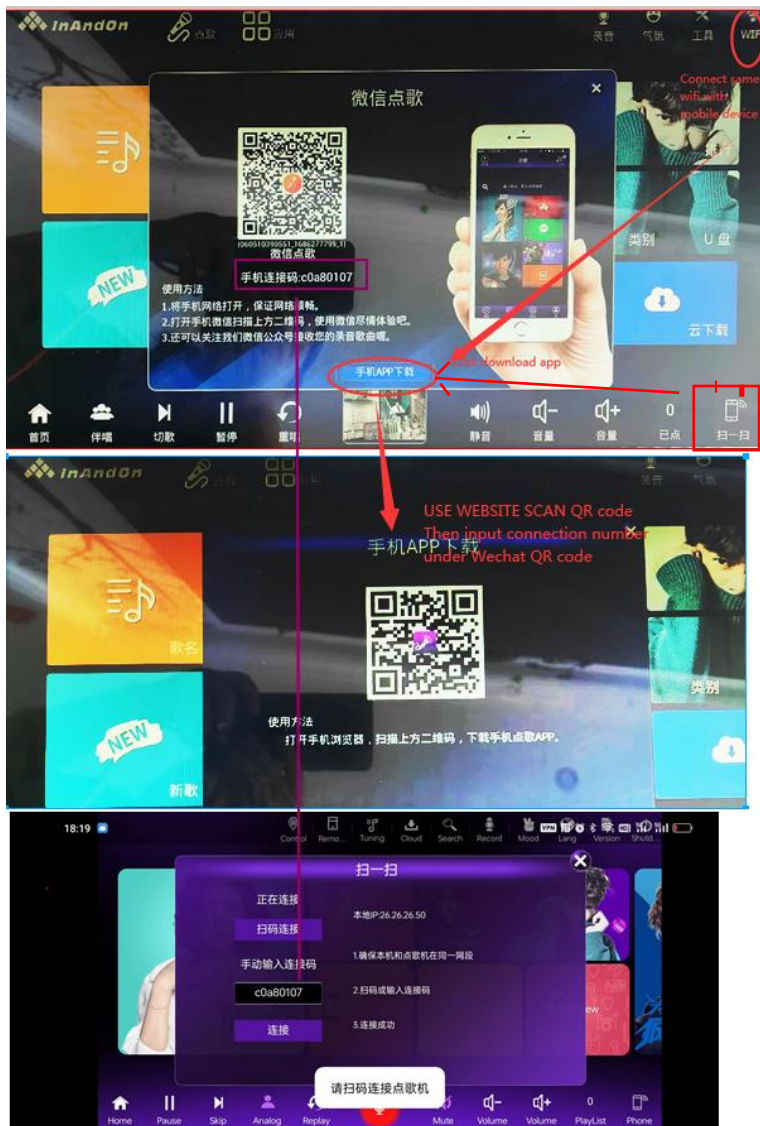 InAndOn
点歌
应用
录音
气氛
工具
WIF
Connect same
wifi with
mobile device
微信点歌
(060510390551_1686277799_1)
微信点歌
手机连接码:c0a80107
使用方法
1.将手机网络打开，保证网络顺畅。
2.打开手机微信扫描上方二维码，使用微信尽情体验吧。
3.还可以关注我们微信公众号接收您的录音歌曲喔。
手机APP下载
download app
NEW
类别
U 盘
云下载
首页
伴唱
切歌
暂停
重唱
静音
音量
音量
0
已点
扫一扫
InAndOn
应用
录音
气氛
USE WEBSITE SCAN QR code
Then input connection number
under Wechat QR code
手机APP下载
歌名
NEW
新歌
类别
使用方法
打开手机浏览器，扫描上方二维码，下载手机点歌APP。
18:19
Control
Remo...
Tuning
Cloud
Search
Record
Mood
Lang
Version
Shutd...
VPN
扫一扫
正在连接
扫码连接
手动输入连接码
c0a80107
连接
本地IP:26.26.26.50
1.确保本机和点歌机在同一网段
2.扫码或输入连接码
3.连接成功
ew
请扫码连接点歌机
Home
Pause
Skip
Analog
Replay
Mute
Volume
Volume
0
PlayList
Phone